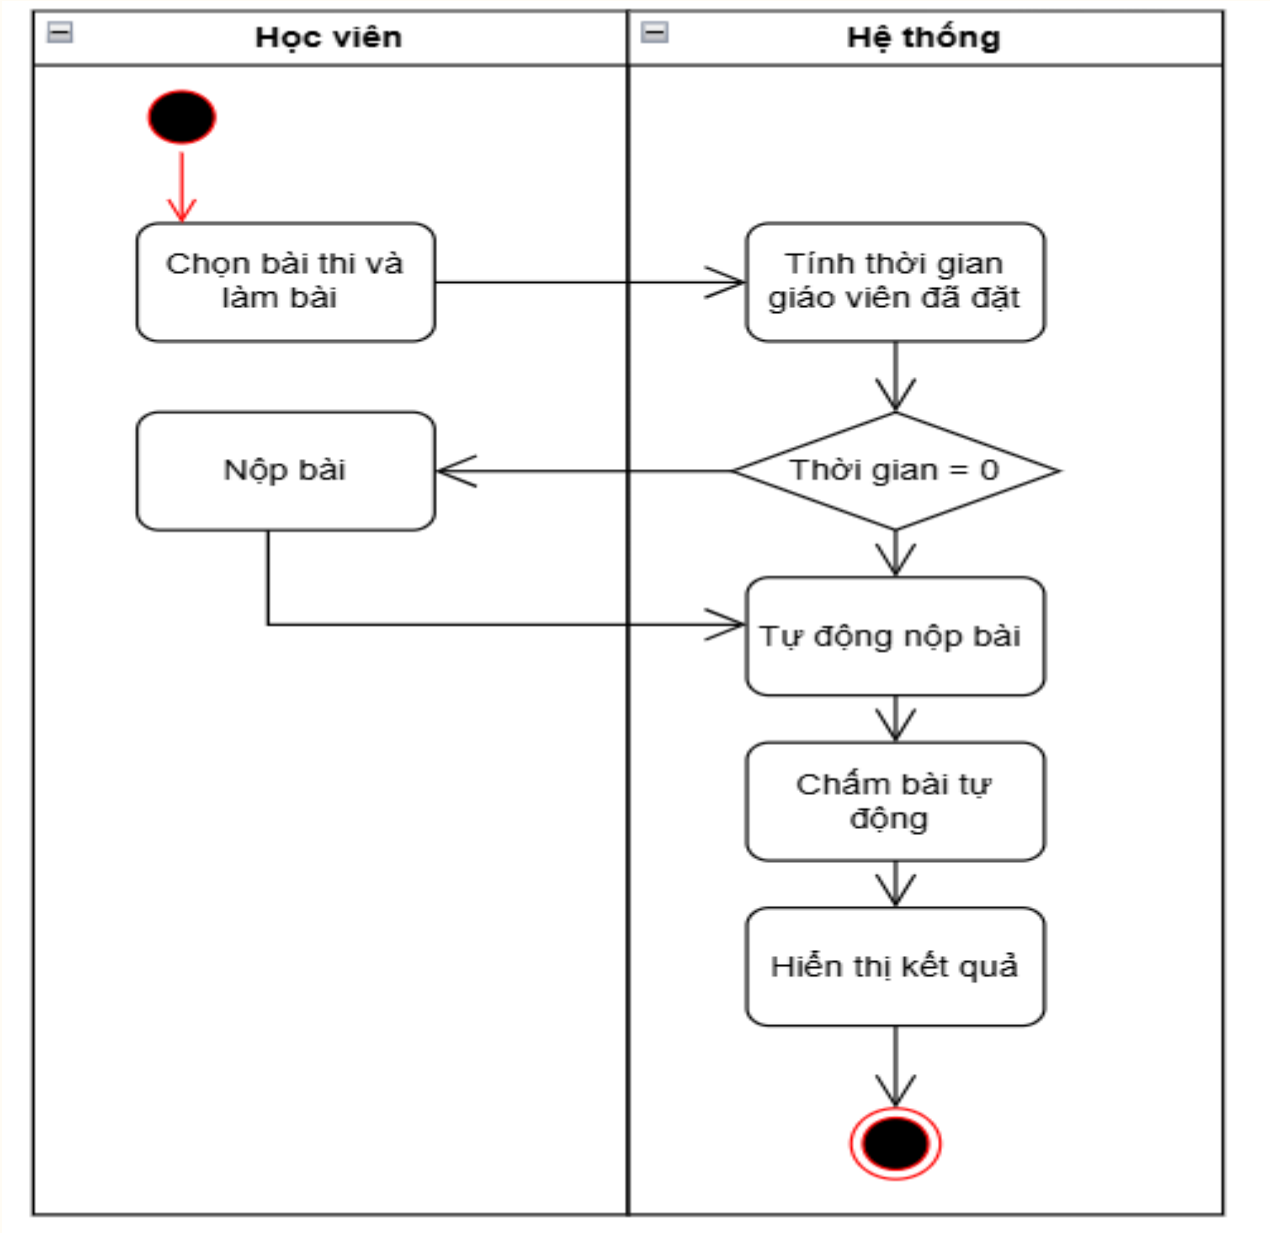 Học viên
Hệ thống
Chọn bài thi và
làm bài
Tính thời gian
giáo viên đã đặt
Nộp bài
Thời gian = 0
Tự động nộp bài
Chấm bài tự
động
Hiển thị kết quả